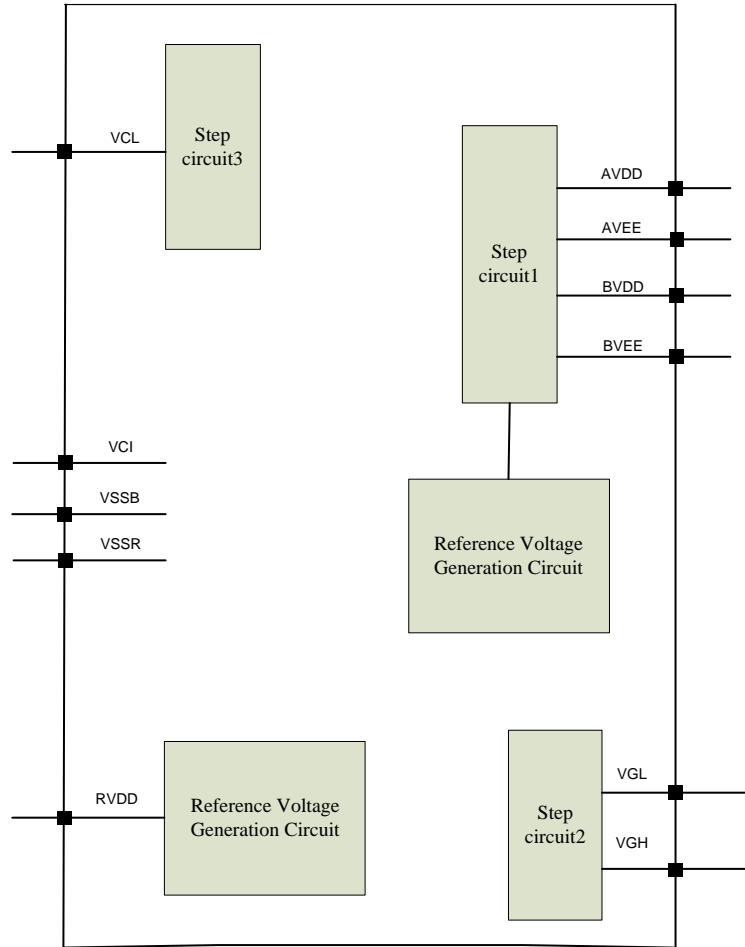 VCL
Step
circuit3
Step
circuit1
AVDD
AVEE
BVDD
BVEE
VCI
VSSB
VSSR
Reference Voltage
Generation Circuit
RVDD
Reference Voltage
Generation Circuit
Step
circuit2
VGL
VGH